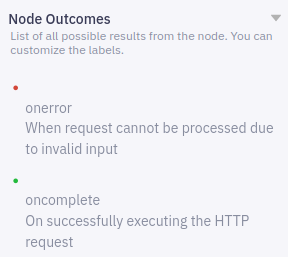 Node Outcomes
List of all possible results from the node. You can
customize the labels.
onerror
When request cannot be processed due
to invalid input
oncomplete
On successfully executing the HTTP
request